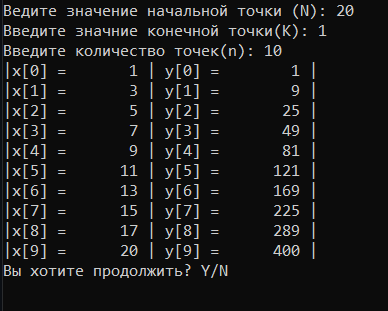 Ведите значение начальной точки (N): 20
Введите значние конечной точки(K): 1
Введите количество точек(n): 10
|x[0] =       1 | y[0] =       1 |
|x[1] =       3 | y[1] =       9 |
|x[2] =       5 | y[2] =      25 |
|x[3] =       7 | y[3] =      49 |
|x[4] =       9 | y[4] =      81 |
|x[5] =      11 | y[5] =     121 |
|x[6] =      13 | y[6] =     169 |
|x[7] =      15 | y[7] =     225 |
|x[8] =      17 | y[8] =     289 |
|x[9] =      20 | y[9] =     400 |
Вы хотите продолжить? Y/N